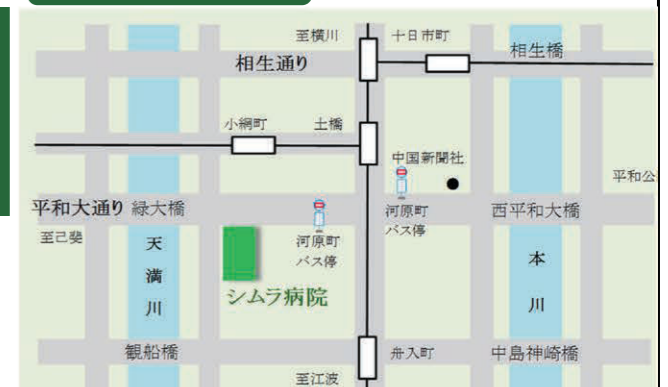 至横川
十日市町
相生通り
相生橋
小網町
土橋
中国新聞社
平和公
平和大通り
緑大橋
河原町
バス停
河原町
バス停
西平和大橋
至己斐
天満川
シムラ病院
本川
観船橋
舟入町
中島神崎橋
至江波